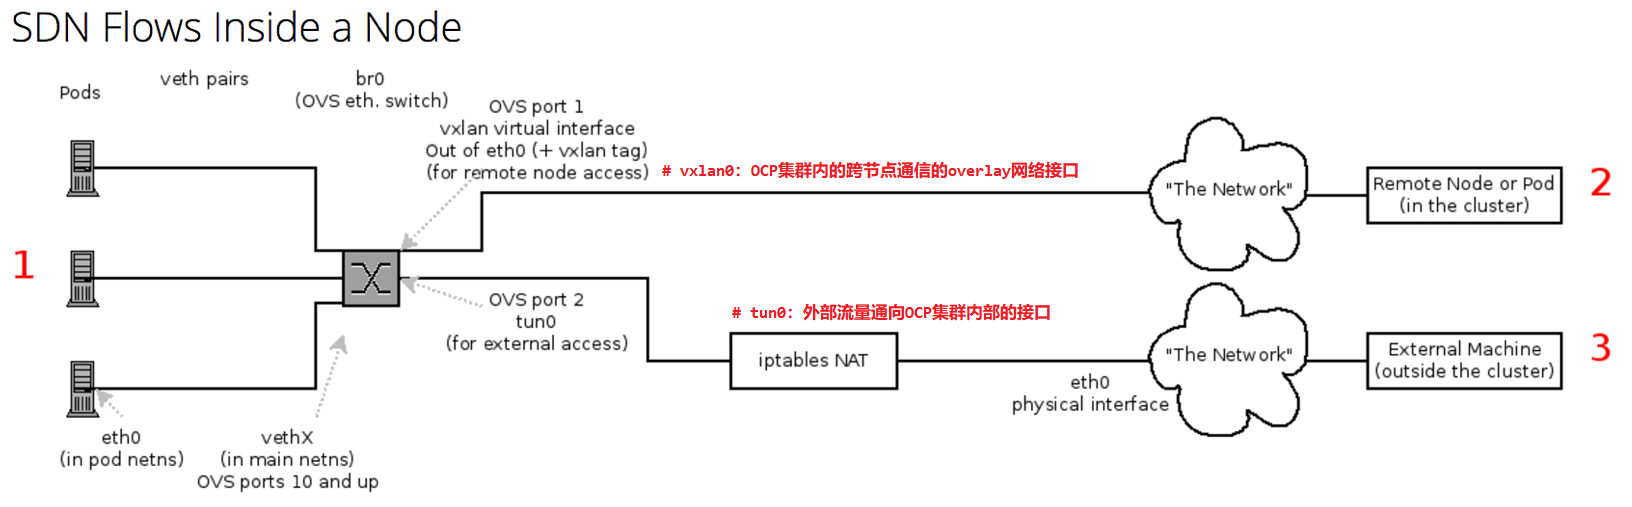 SDN Flows Inside a Node
Pods
veth pairs
br0
(OVS eth. switch)
OVS port 1
vxlan virtual interface
Out of eth0 (+ vxlan tag)
(for remote node access)
# vxlan0: OCP集群内的跨节点通信的overlay网络接口
"The Network"
Remote Node or Pod
(in the cluster)
2
1
OVS port 2
tun0
(for external access)
# tun0: 外部流量通向OCP集群内部的接口
iptables NAT
eth0
physical interface
"The Network"
External Machine
(outside the cluster)
3
eth0
(in pod netns)
vethX
(in main netns)
OVS ports 10 and up